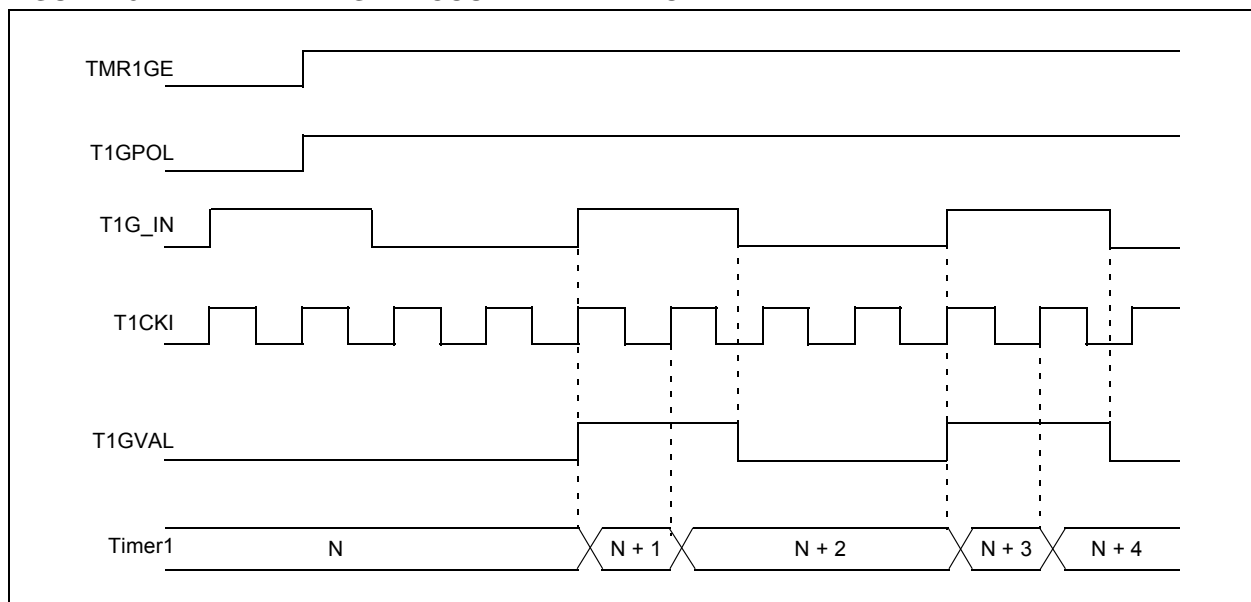 TMR1GE
T1GPOL
T1G_IN
T1CKI
T1GVAL
Timer1 N N + 1 N + 2 N + 3 N + 4